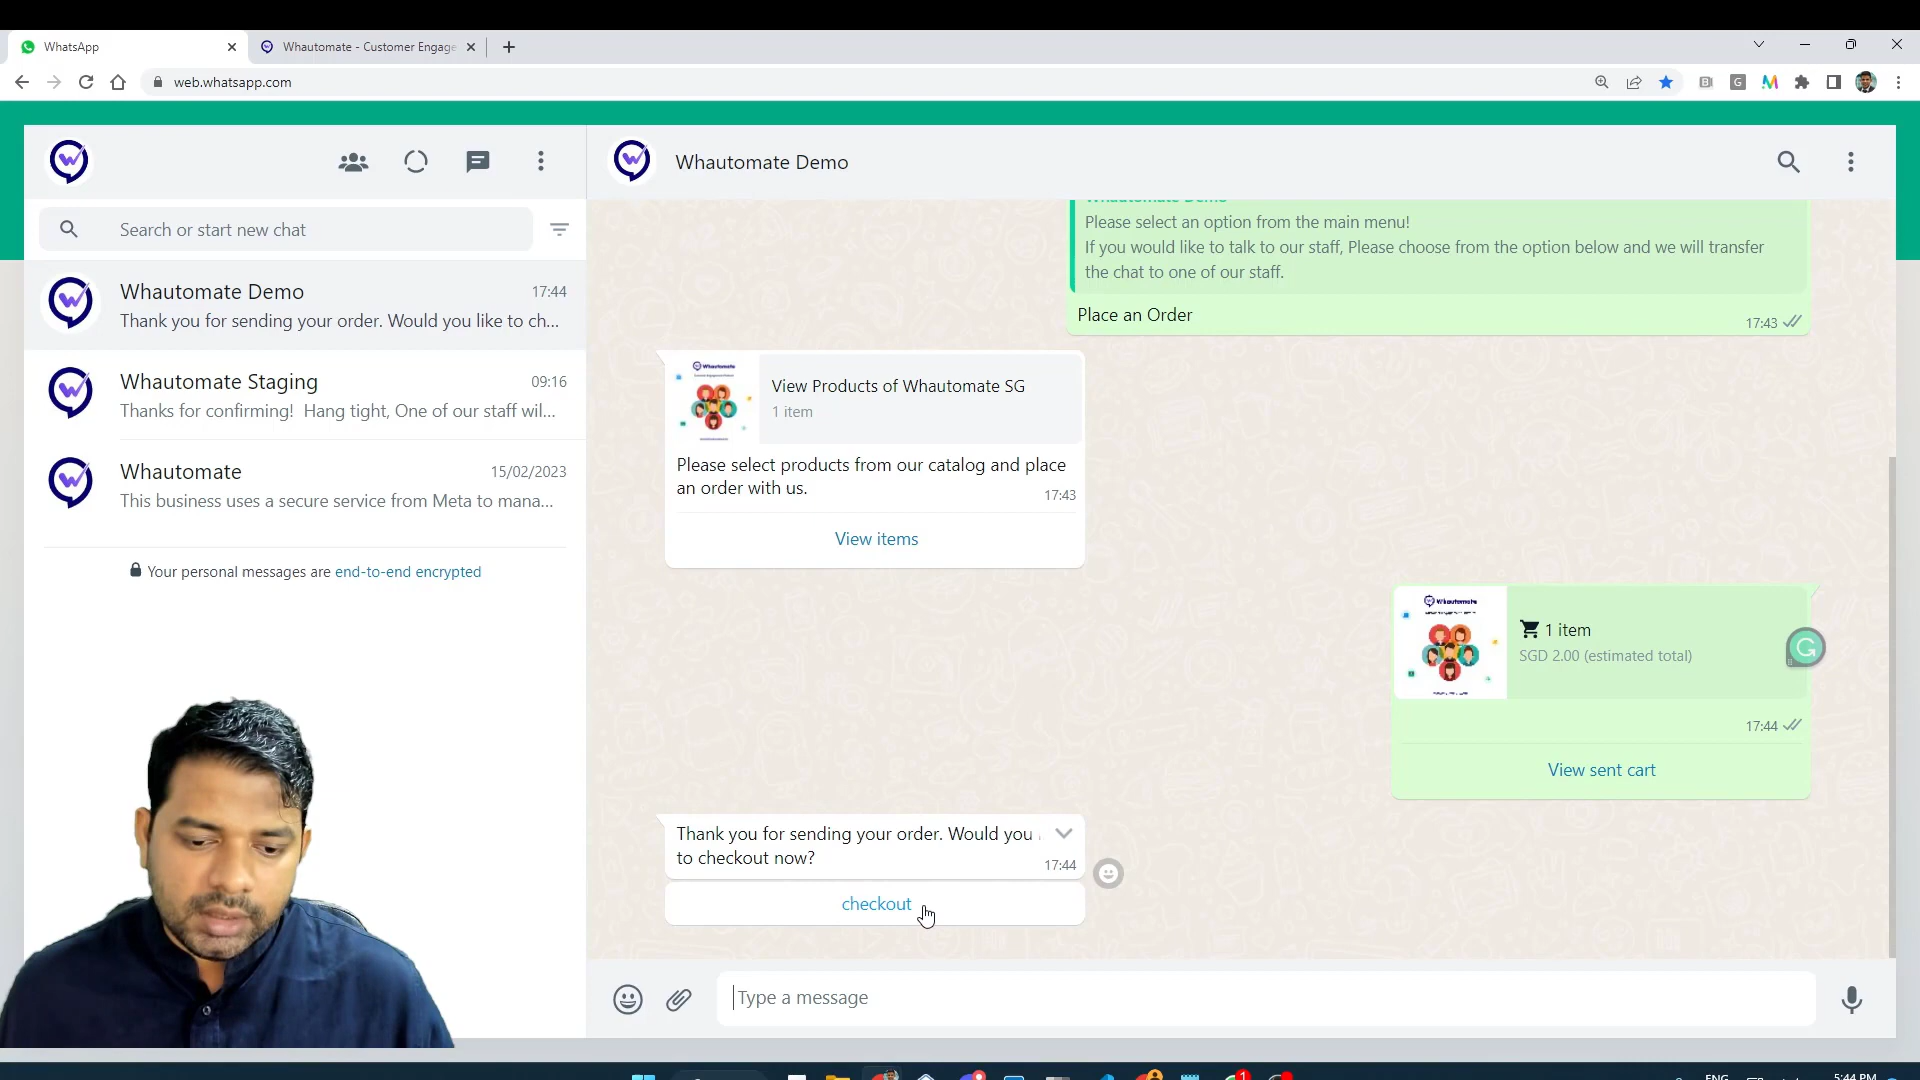 WhatsApp
Whautomate - Customer Engage
web.whatsapp.com
Whautomate Demo
Search or start new chat
Whautomate Demo
17:44
Thank you for sending your order. Would you like to ch...
Whautomate Staging
09:16
Thanks for confirming! Hang tight, One of our staff wil...
Whautomate
15/02/2023
This business uses a secure service from Meta to mana...
Your personal messages are end-to-end encrypted
Whautomate Demo
Please select an option from the main menu!
If you would like to talk to our staff, Please choose from the option below and we will transfer
the chat to one of our staff.
Place an Order
17:43
Whautomate
View Products of Whautomate SG
1 item
Please select products from our catalog and place
an order with us.
17:43
View items
Whautomate
1 item
SGD 2.00 (estimated total)
17:44
View sent cart
Thank you for sending your order. Would you
to checkout now?
17:44
checkout
Type a message
ENG
5:44 PM